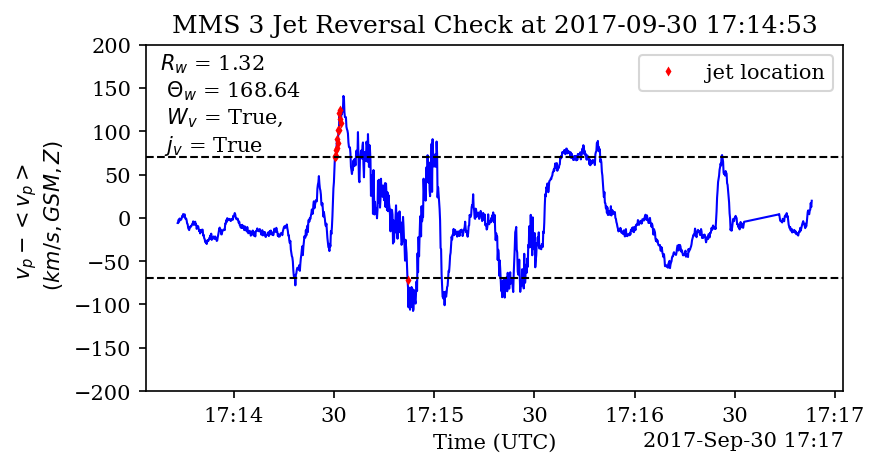 MMS 3 Jet Reversal Check at 2017-09-30 17:14:53
R_w = 1.32
Θ_w = 168.64
W_v = True,
j_v = True
jet location
v_p − <v_p>
(km/s, GSM, Z)
200
150
100
50
0
−50
−100
−150
−200
17:14 30 17:15 30 17:16 30 17:17
Time (UTC)
2017-Sep-30 17:17